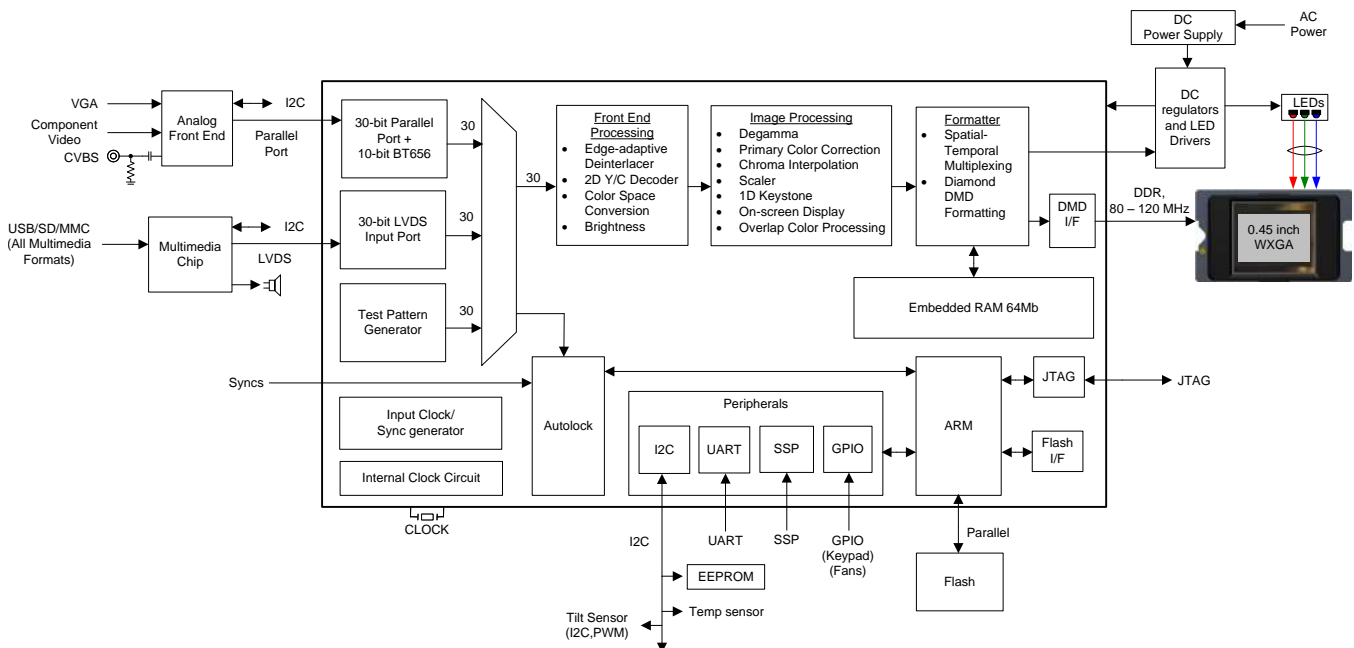 DC
Power Supply
AC
Power
VGA
Component
Video
CVBS
Analog
Front End
I2C
Parallel
Port
30-bit Parallel
Port +
10-bit BT656
30
30
Front End
Processing
• Edge-adaptive
Deinterlacer
• 2D Y/C Decoder
• Color Space
Conversion
• Brightness
Image Processing
• Degamma
• Primary Color Correction
• Chroma Interpolation
• Scaler
• 1D Keystone
• On-screen Display
• Overlap Color Processing
Formatter
• Spatial-
Temporal
Multiplexing
• Diamond
DMD
Formatting
DC
regulators
and LED
Drivers
LEDs
DMD
I/F
DDR,
80 – 120 MHz
0.45 inch
WXGA
USB/SD/MMC
(All Multimedia
Formats)
Multimedia
Chip
I2C
LVDS
30-bit LVDS
Input Port
30
Test Pattern
Generator
30
Embedded RAM 64Mb
Syncs
Autolock
Input Clock/
Sync generator
Internal Clock Circuit
CLOCK
Peripherals
I2C
UART
SSP
GPIO
ARM
JTAG
JTAG
Flash
I/F
I2C
UART
SSP
GPIO
(Keypad)
(Fans)
Parallel
Flash
EEPROM
Temp sensor
Tilt Sensor
(I2C,PWM)